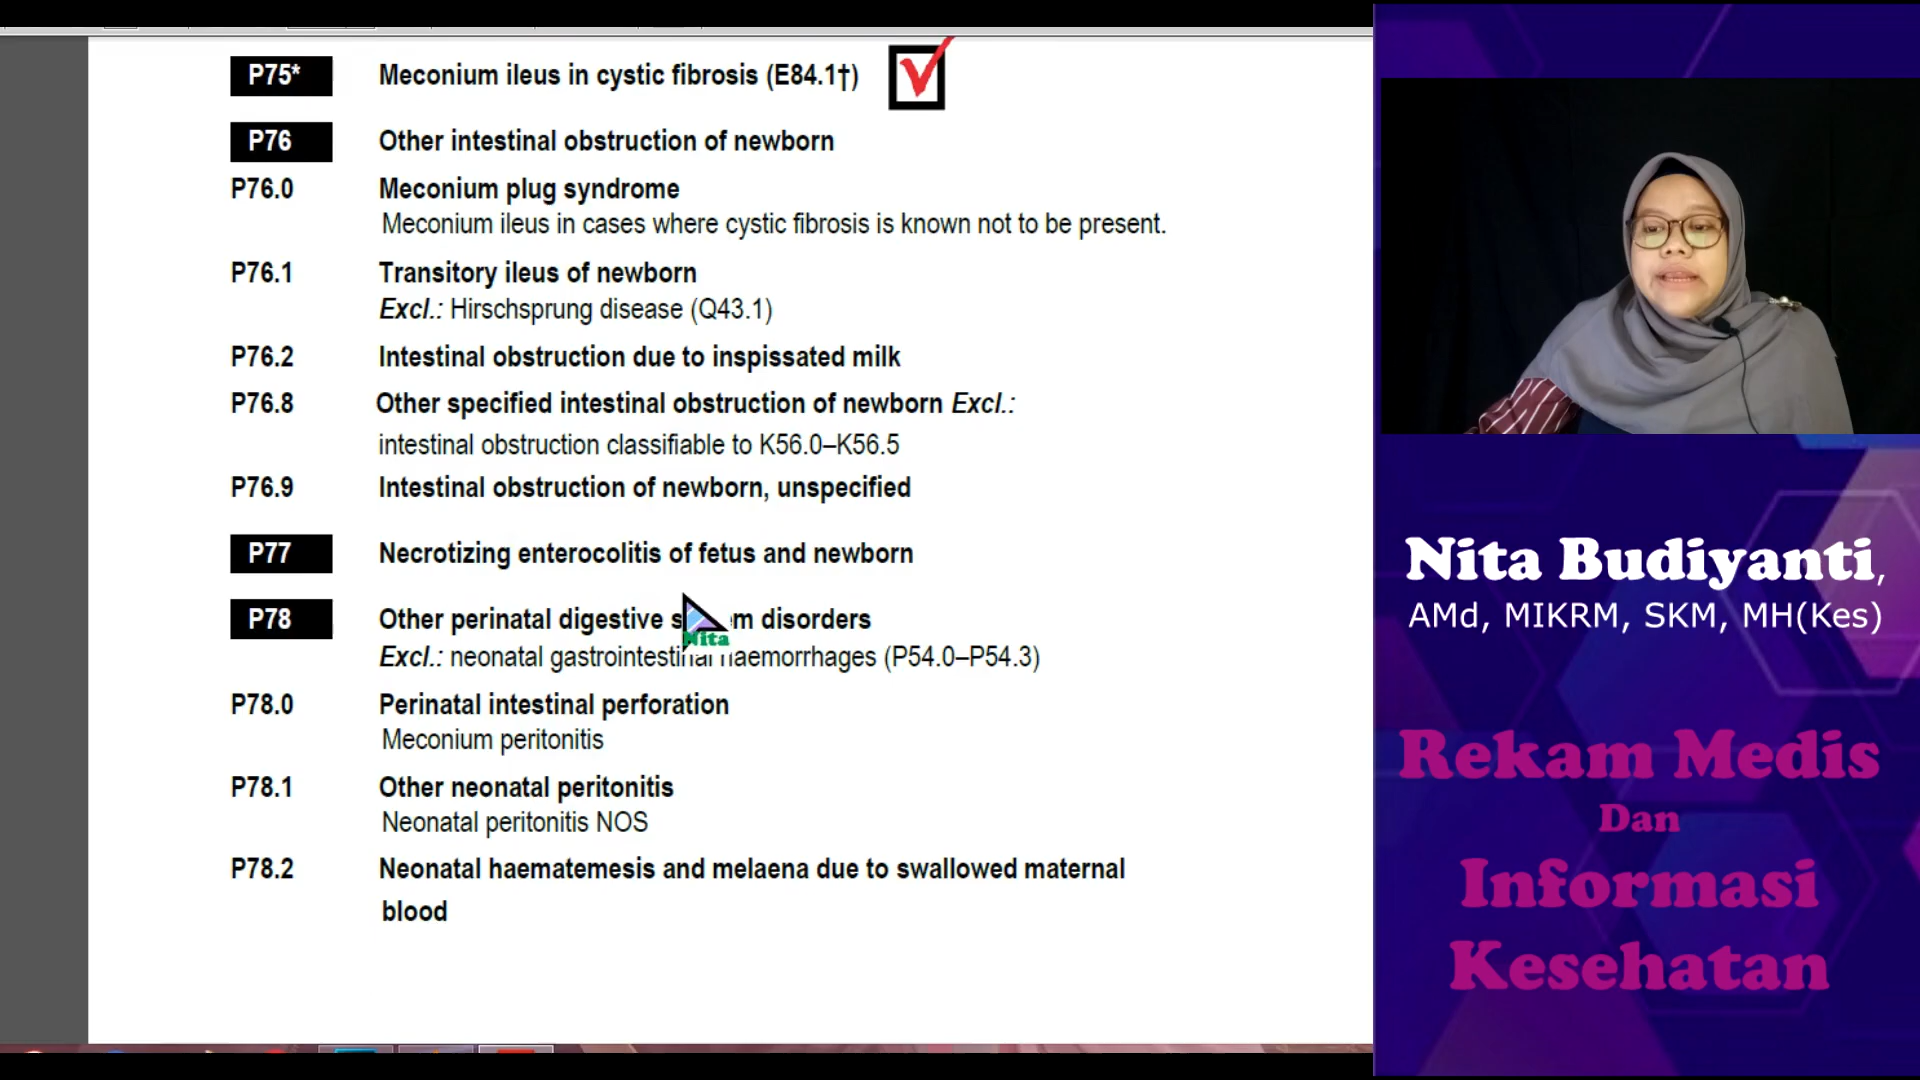 P75* Meconium ileus in cystic fibrosis (E84.1†)
P76 Other intestinal obstruction of newborn
P76.0 Meconium plug syndrome
Meconium ileus in cases where cystic fibrosis is known not to be present.
P76.1 Transitory ileus of newborn
Excl.: Hirschsprung disease (Q43.1)
P76.2 Intestinal obstruction due to inspissated milk
P76.8 Other specified intestinal obstruction of newborn Excl.:
intestinal obstruction classifiable to K56.0–K56.5
P76.9 Intestinal obstruction of newborn, unspecified
P77 Necrotizing enterocolitis of fetus and newborn
P78 Other perinatal digestive disorders
Nita
Excl.: neonatal gastrointestinal haemorrhages (P54.0–P54.3)
P78.0 Perinatal intestinal perforation
Meconium peritonitis
P78.1 Other neonatal peritonitis
Neonatal peritonitis NOS
P78.2 Neonatal haematemesis and melaena due to swallowed maternal
blood
Nita Budiyanti,
AMd, MIKRM, SKM, MH(Kes)
Rekam Medis
Dan
Informasi
Kesehatan